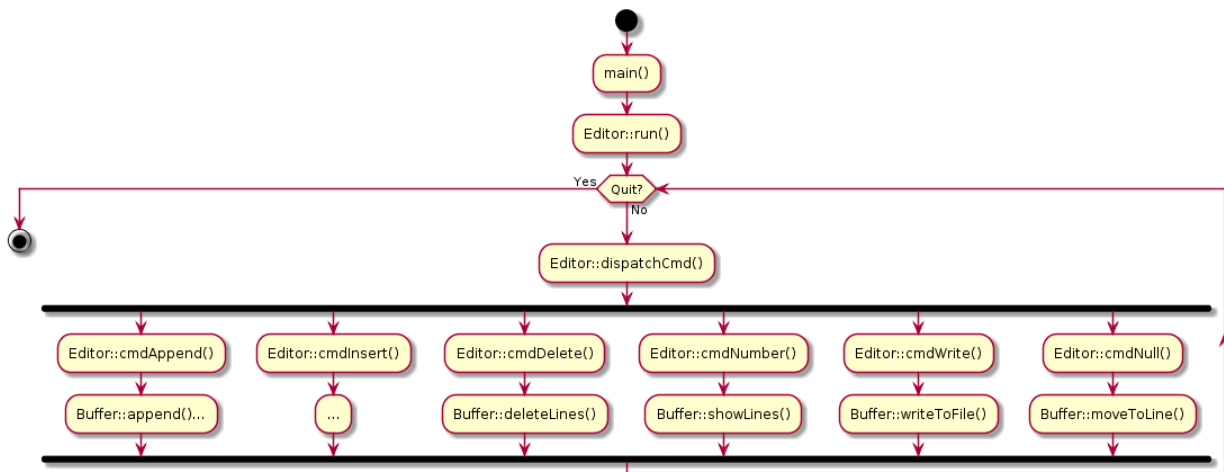 main()
Editor::run()
Yes
Quit?
No
Editor::dispatchCmd()
Editor::cmdAppend()
Editor::cmdInsert()
Editor::cmdDelete()
Editor::cmdNumber()
Editor::cmdWrite()
Editor::cmdNull()
Buffer::append()...
...
Buffer::deleteLines()
Buffer::showLines()
Buffer::writeToFile()
Buffer::moveToLine()